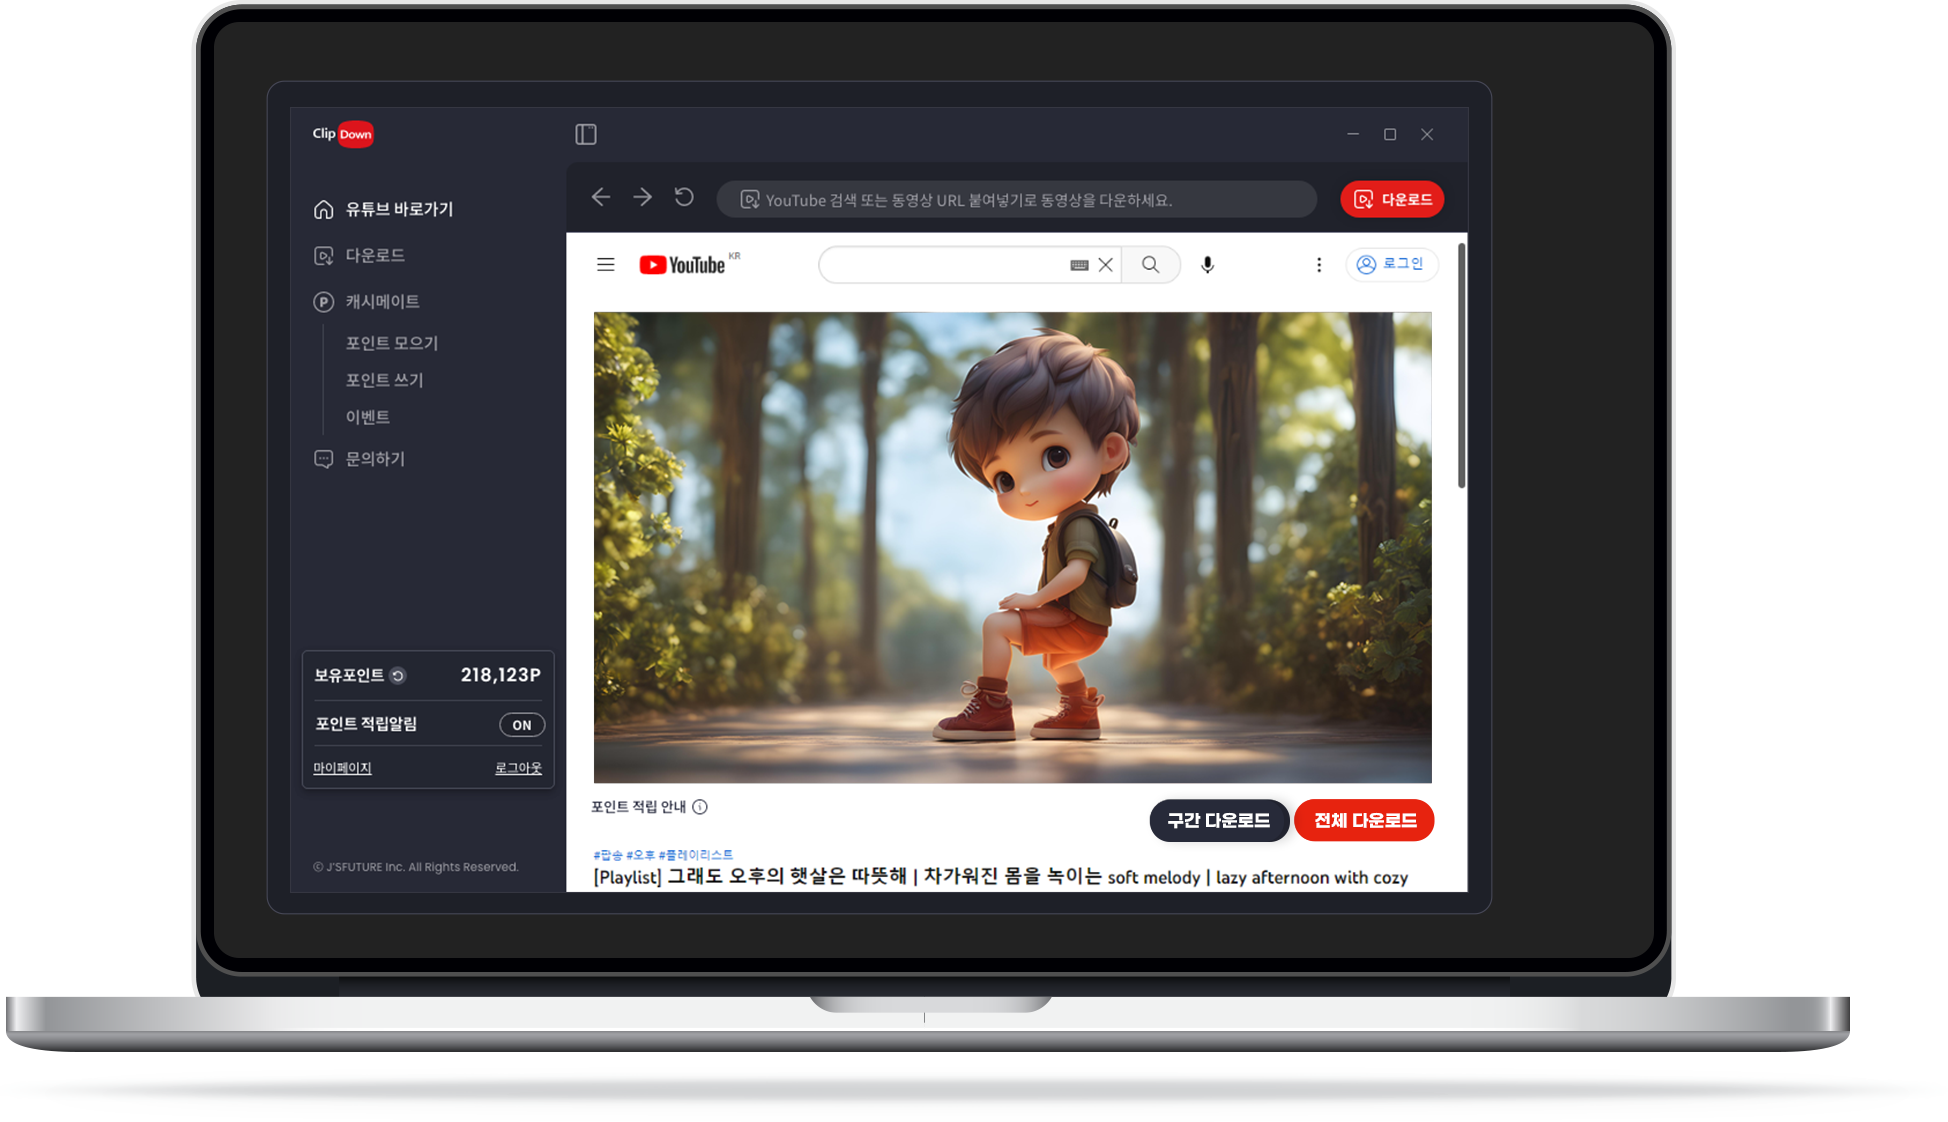 Clip Down
유튜브 바로가기
다운로드
캐시메이트
포인트 모으기
포인트 쓰기
이벤트
문의하기
보유포인트 218,123P
포인트 적립알림 ON
마이페이지 로그아웃
© J'SFUTURE Inc. All Rights Reserved.
YouTube 검색 또는 동영상 URL 붙여넣기로 동영상을 다운하세요.
다운로드
YouTube KR
로그인
포인트 적립 안내
구간 다운로드 전체 다운로드
#팝송 #오후 #플레이리스트
[Playlist] 그래도 오후의 햇살은 따뜻해 | 차가워진 몸을 녹이는 soft melody | lazy afternoon with cozy